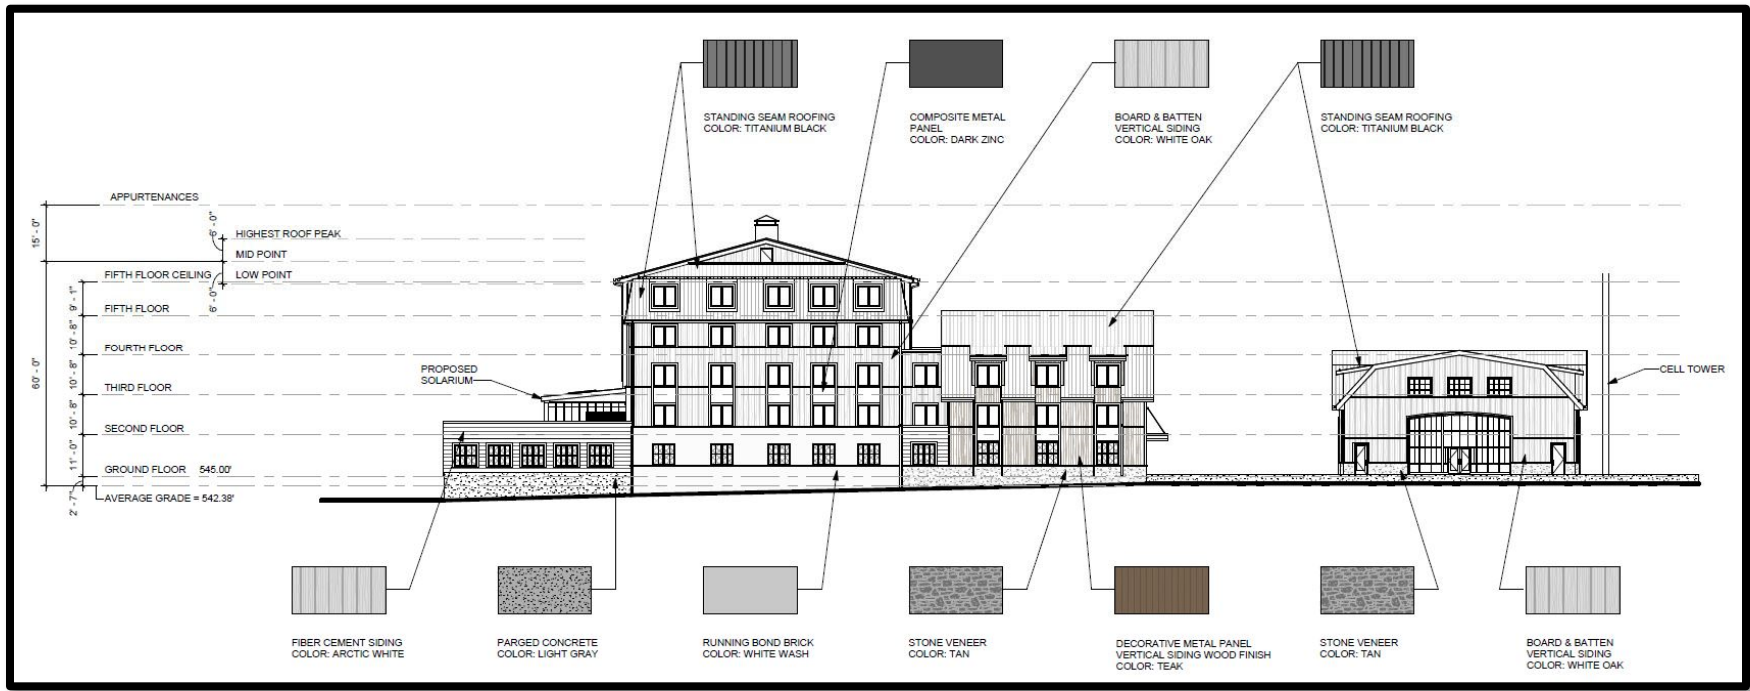 STANDING SEAM ROOFING
COLOR: TITANIUM BLACK
COMPOSITE METAL
PANEL
COLOR: DARK ZINC
BOARD & BATTEN
VERTICAL SIDING
COLOR: WHITE OAK
STANDING SEAM ROOFING
COLOR: TITANIUM BLACK
APPURTENANCES
15' - 0"
6' - 0"
HIGHEST ROOF PEAK
MID POINT
FIFTH FLOOR CEILING
LOW POINT
6' - 0"
9' - 1"
FIFTH FLOOR
10' - 8"
FOURTH FLOOR
60' - 0"
10' - 8"
THIRD FLOOR
10' - 8"
SECOND FLOOR
11' - 0"
GROUND FLOOR 545.00'
2' - 7"
AVERAGE GRADE = 542.38'
PROPOSED
SOLARIUM
CELL TOWER
FIBER CEMENT SIDING
COLOR: ARCTIC WHITE
PARGED CONCRETE
COLOR: LIGHT GRAY
RUNNING BOND BRICK
COLOR: WHITE WASH
STONE VENEER
COLOR: TAN
DECORATIVE METAL PANEL
VERTICAL SIDING WOOD FINISH
COLOR: TEAK
STONE VENEER
COLOR: TAN
BOARD & BATTEN
VERTICAL SIDING
COLOR: WHITE OAK